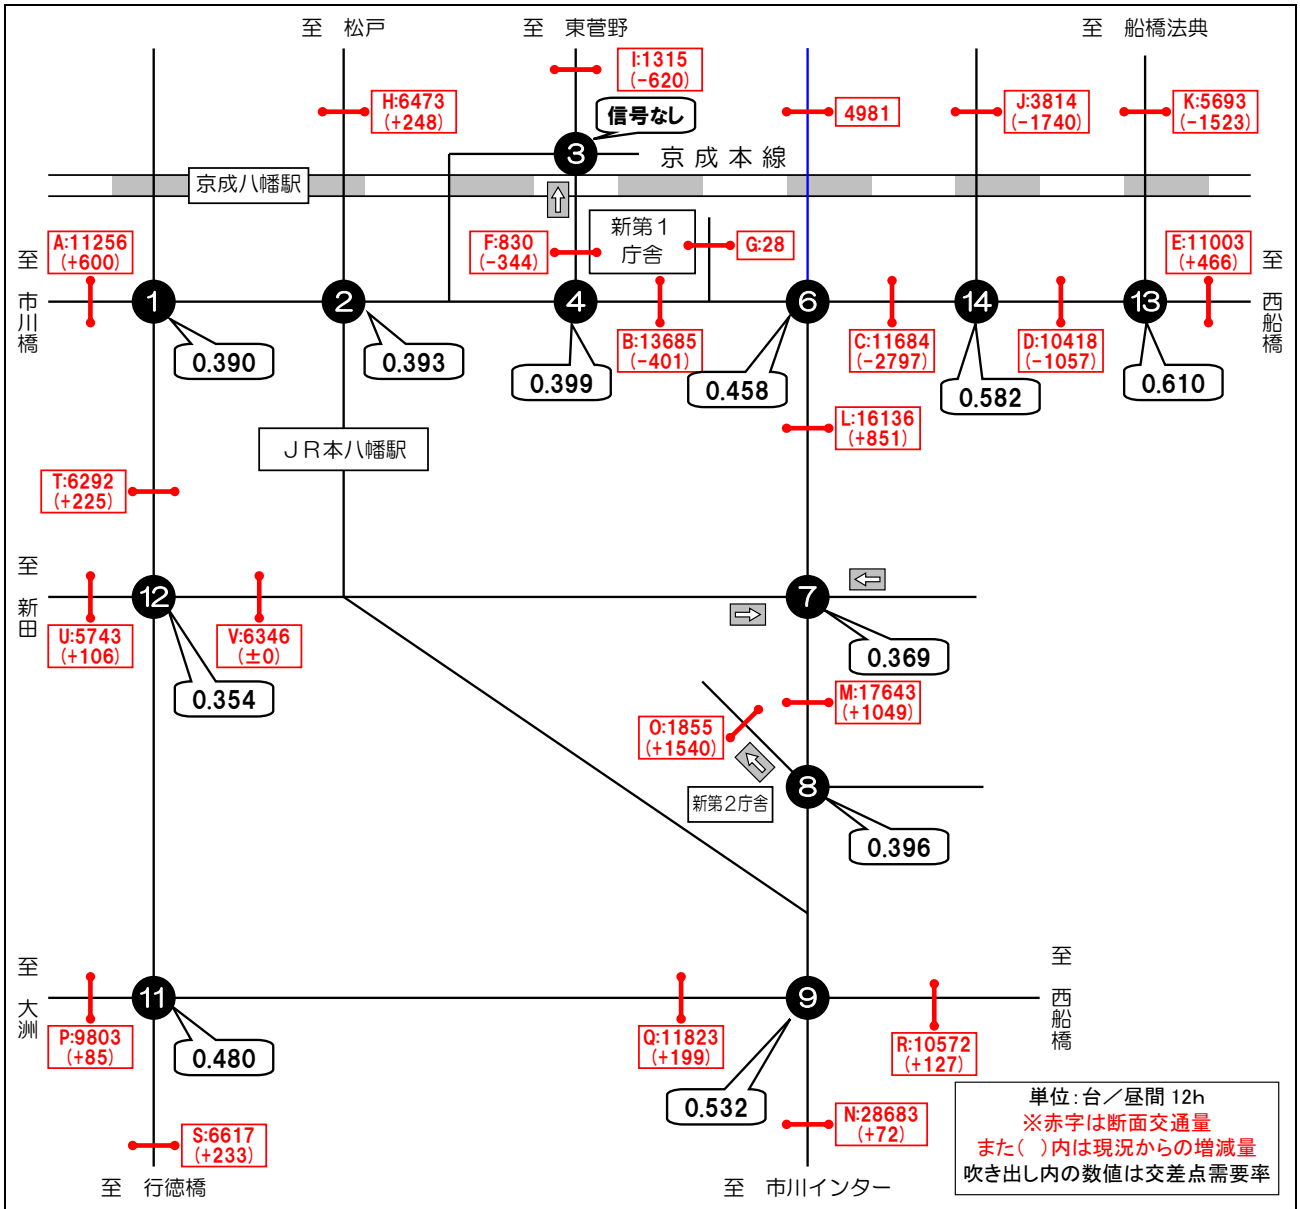 至 松戸
至 東菅野
至 船橋法典
I:1315
(-620)
H:6473
(+248)
信号なし
4981
J:3814
(-1740)
K:5693
(-1523)
3
京成本線
京成八幡駅
新第1
庁舎
A:11256
(+600)
F:830
(-344)
G:28
E:11003
(+466)
至 市川橋
至 西船橋
1
2
4
6
14
13
B:13685
(-401)
C:11684
(-2797)
D:10418
(-1057)
0.390
0.393
0.399
0.458
0.582
0.610
L:16136
(+851)
JR本八幡駅
T:6292
(+225)
至 新田
12
7
U:5743
(+106)
V:6346
(±0)
0.369
0.354
M:17643
(+1049)
O:1855
(+1540)
8
新第2庁舎
0.396
至 大洲
至 西船橋
11
9
P:9803
(+85)
Q:11823
(+199)
R:10572
(+127)
0.480
0.532
N:28683
(+72)
S:6617
(+233)
単位:台/昼間 12h
※赤字は断面交通量
また( )内は現況からの増減量
吹き出し内の数値は交差点需要率
至 行徳橋
至 市川インター